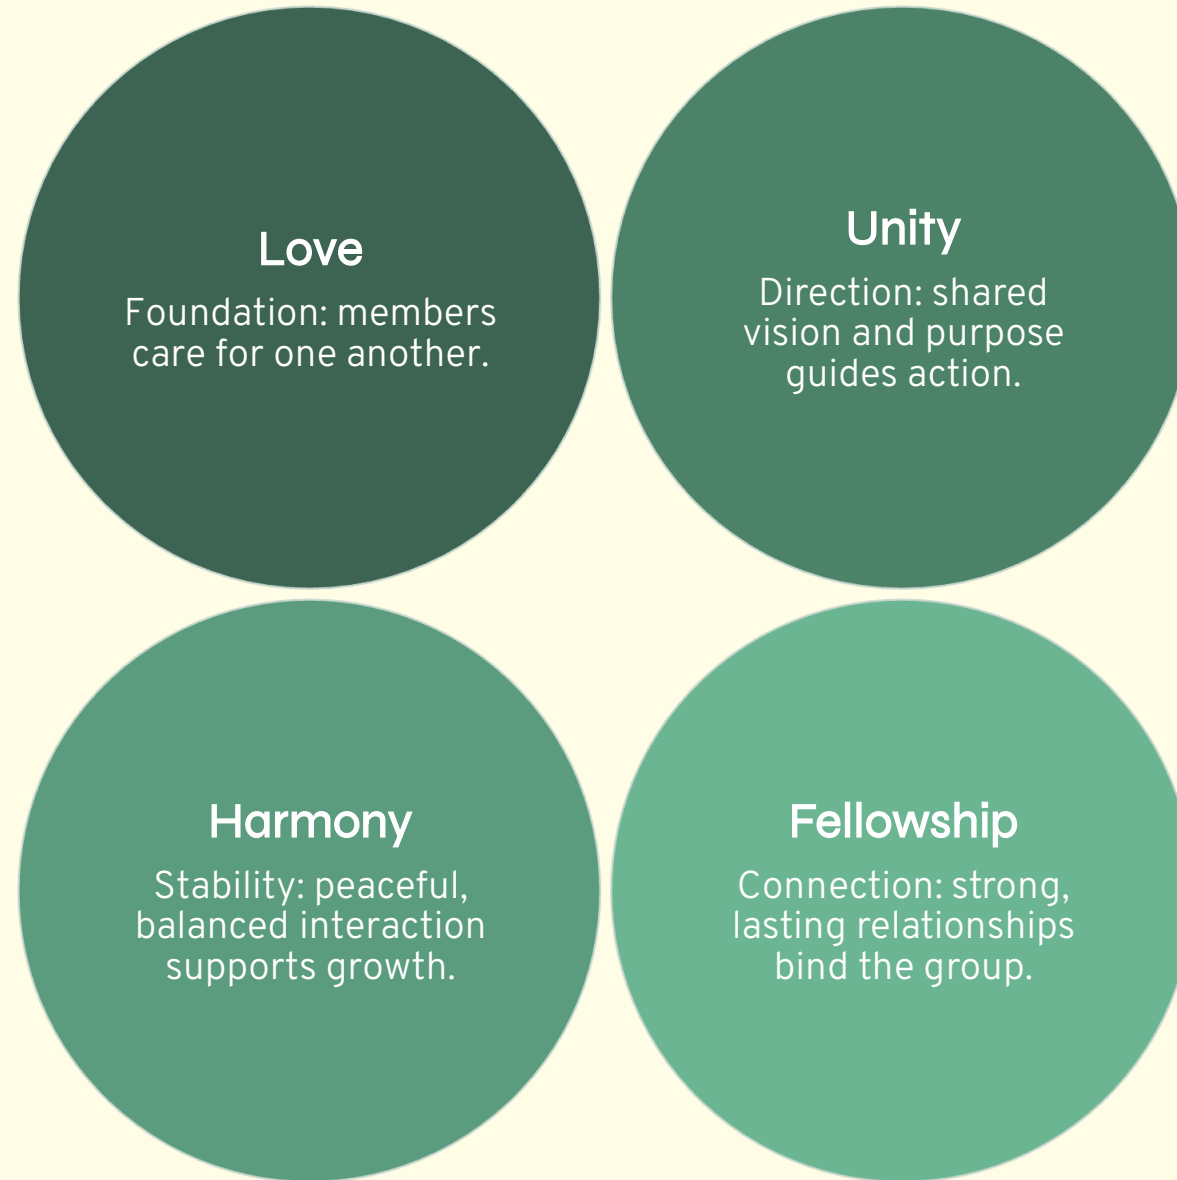 Love
Foundation: members
care for one another.
Unity
Direction: shared
vision and purpose
guides action.
Harmony
Stability: peaceful,
balanced interaction
supports growth.
Fellowship
Connection: strong,
lasting relationships
bind the group.